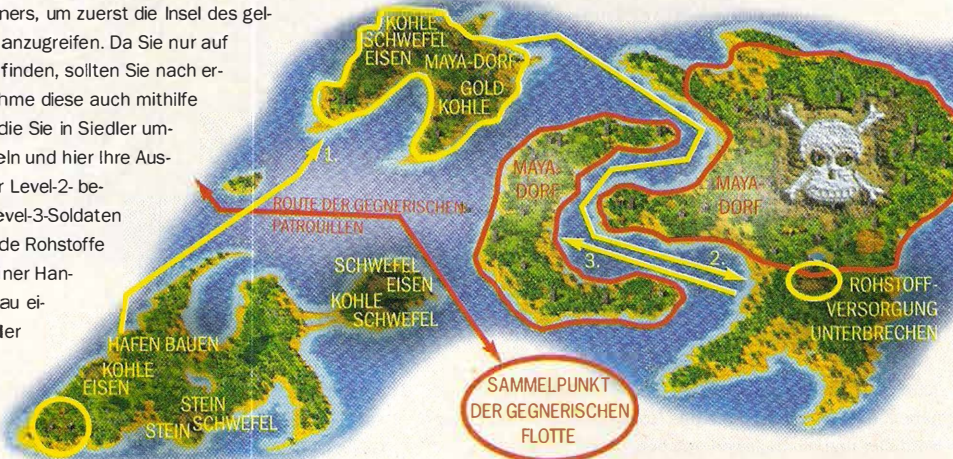 ners, um zuerst die Insel des gel-
anzugreifen. Da Sie nur auf
finden, sollten Sie nach er-
hme diese auch mithilfe
die Sie in Siedler um-
eln und hier Ihre Aus-
r Level-2- be-
evel-3-Soldaten
de Rohstoffe
iner Han-
au ei-
ler
KOHLE
SCHWEFEL
EISEN
MAYA-DORF
GOLD
KOHLE
1.
MAYA-
DORF
MAYA-
DORF
ROUTE DER GEGNERISCHEN
PATROUILLEN
3.
2.
SCHWEFEL
EISEN
KOHLE
SCHWEFEL
ROHSTOFF-
VERSORGUNG
UNTERBRECHEN
HAFEN BAUEN
KOHLE
EISEN
STEIN
SCHWEFEL
STEIN
SAMMELPUNKT
DER GEGNERISCHEN
FLOTTE